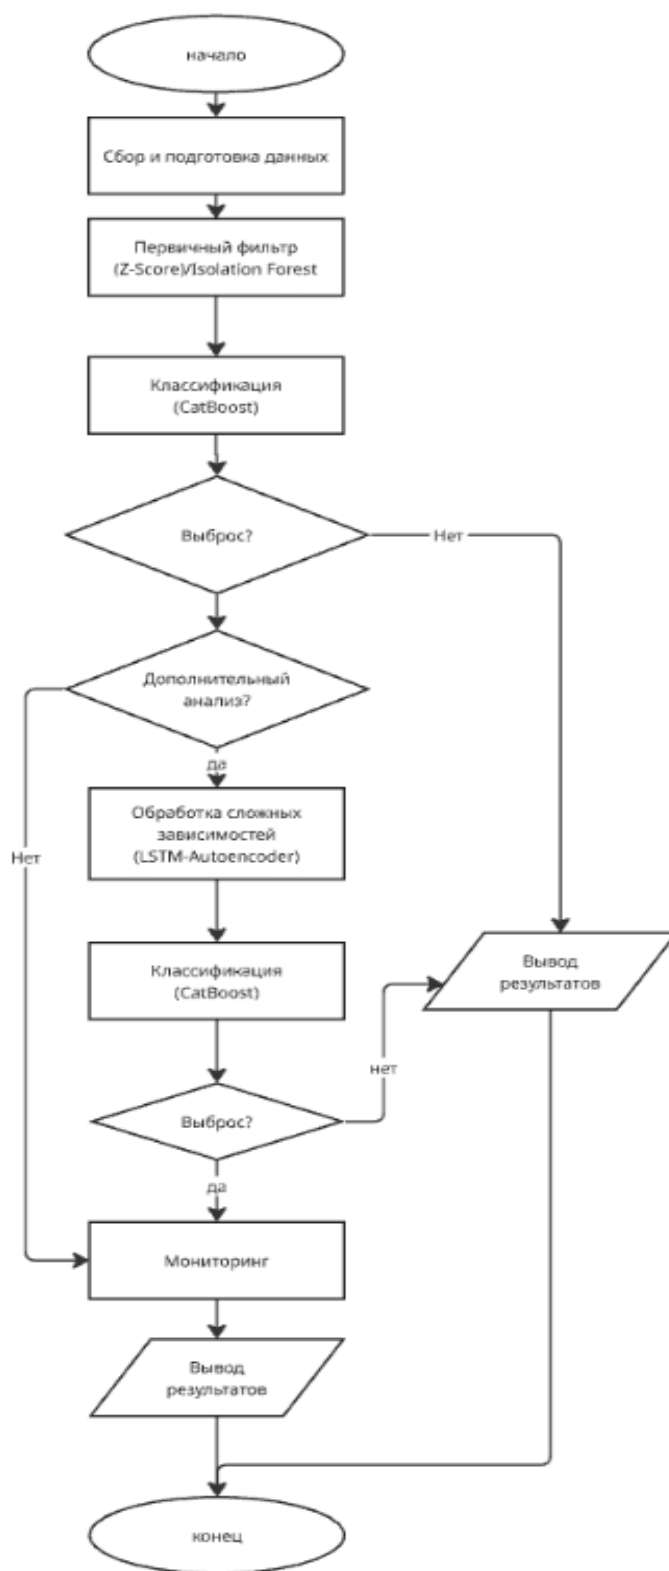 начало
Сбор и подготовка данных
Первичный фильтр
(Z-Score)/Isolation Forest
Классификация
(CatBoost)
Выброс?
Нет
Дополнительный
анализ?
да
Обработка сложных
зависимостей
(LSTM-Autoencoder)
Нет
Классификация
(CatBoost)
Вывод
результатов
нет
Выброс?
да
Мониторинг
Вывод
результатов
конец